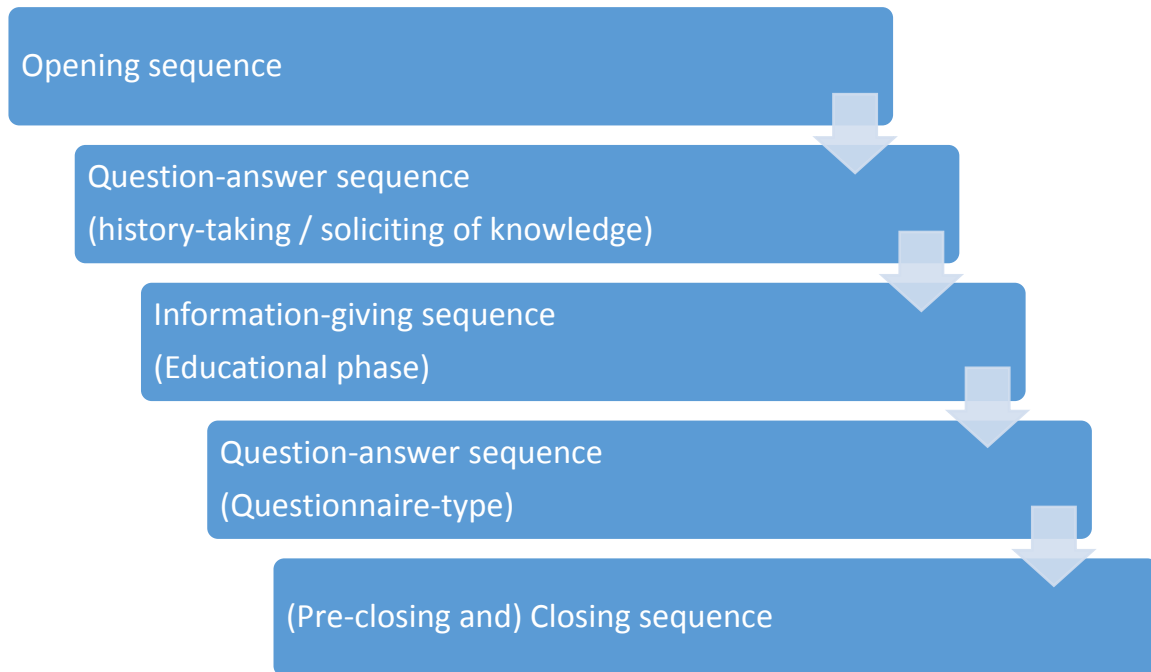 Opening sequence
Question-answer sequence
(history-taking / soliciting of knowledge)
Information-giving sequence
(Educational phase)
Question-answer sequence
(Questionnaire-type)
(Pre-closing and) Closing sequence